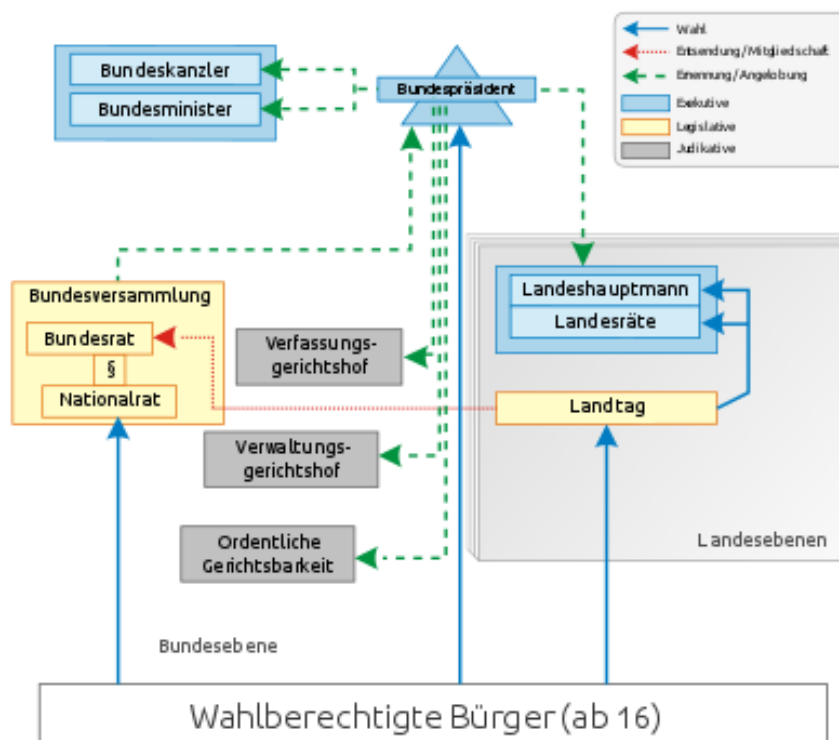 Wahl
Entsendung/Mitgliedschaft
Ernennung/Angelobung
Exekutive
Legislative
Judikative
Bundeskanzler
Bundesminister
Bundespräsident
Bundesversammlung
Bundesrat
§
Nationalrat
Verfassungs-
gerichtshof
Verwaltungs-
gerichtshof
Ordentliche
Gerichtsbarkeit
Landeshauptmann
Landesräte
Landtag
Landesebenen
Bundesebene
Wahlberechtigte Bürger (ab 16)